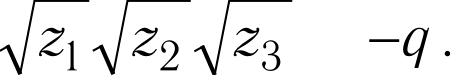 √z₁ √z₂ √z₃ −q .